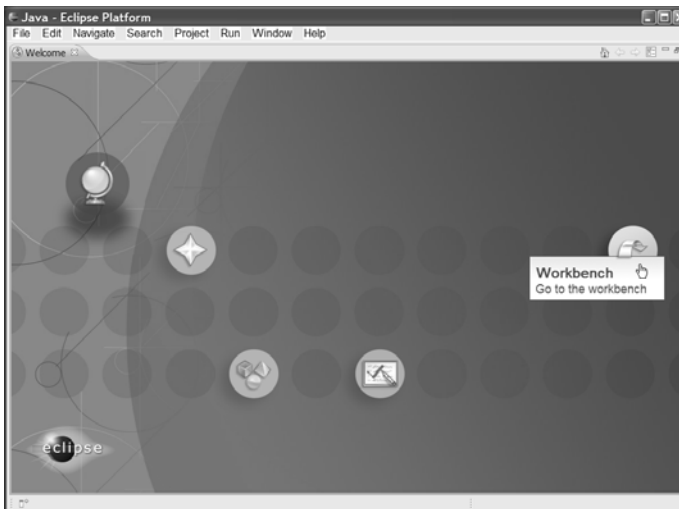 Java - Eclipse Platform
File Edit Navigate Search Project Run Window Help
Welcome
Workbench
Go to the workbench
eclipse